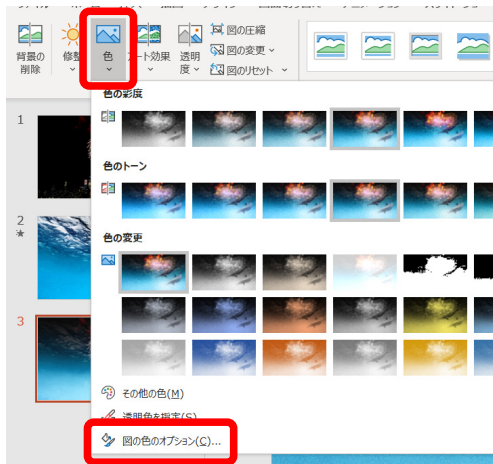 背景の
削除
修整
色
アート効果
透明
度
図の圧縮
図の変更
図のリセット
色の彩度
1
色のトーン
2
色の変更
3
その他の色(M)
透明色を指定(S)
図の色のオプション(C)...